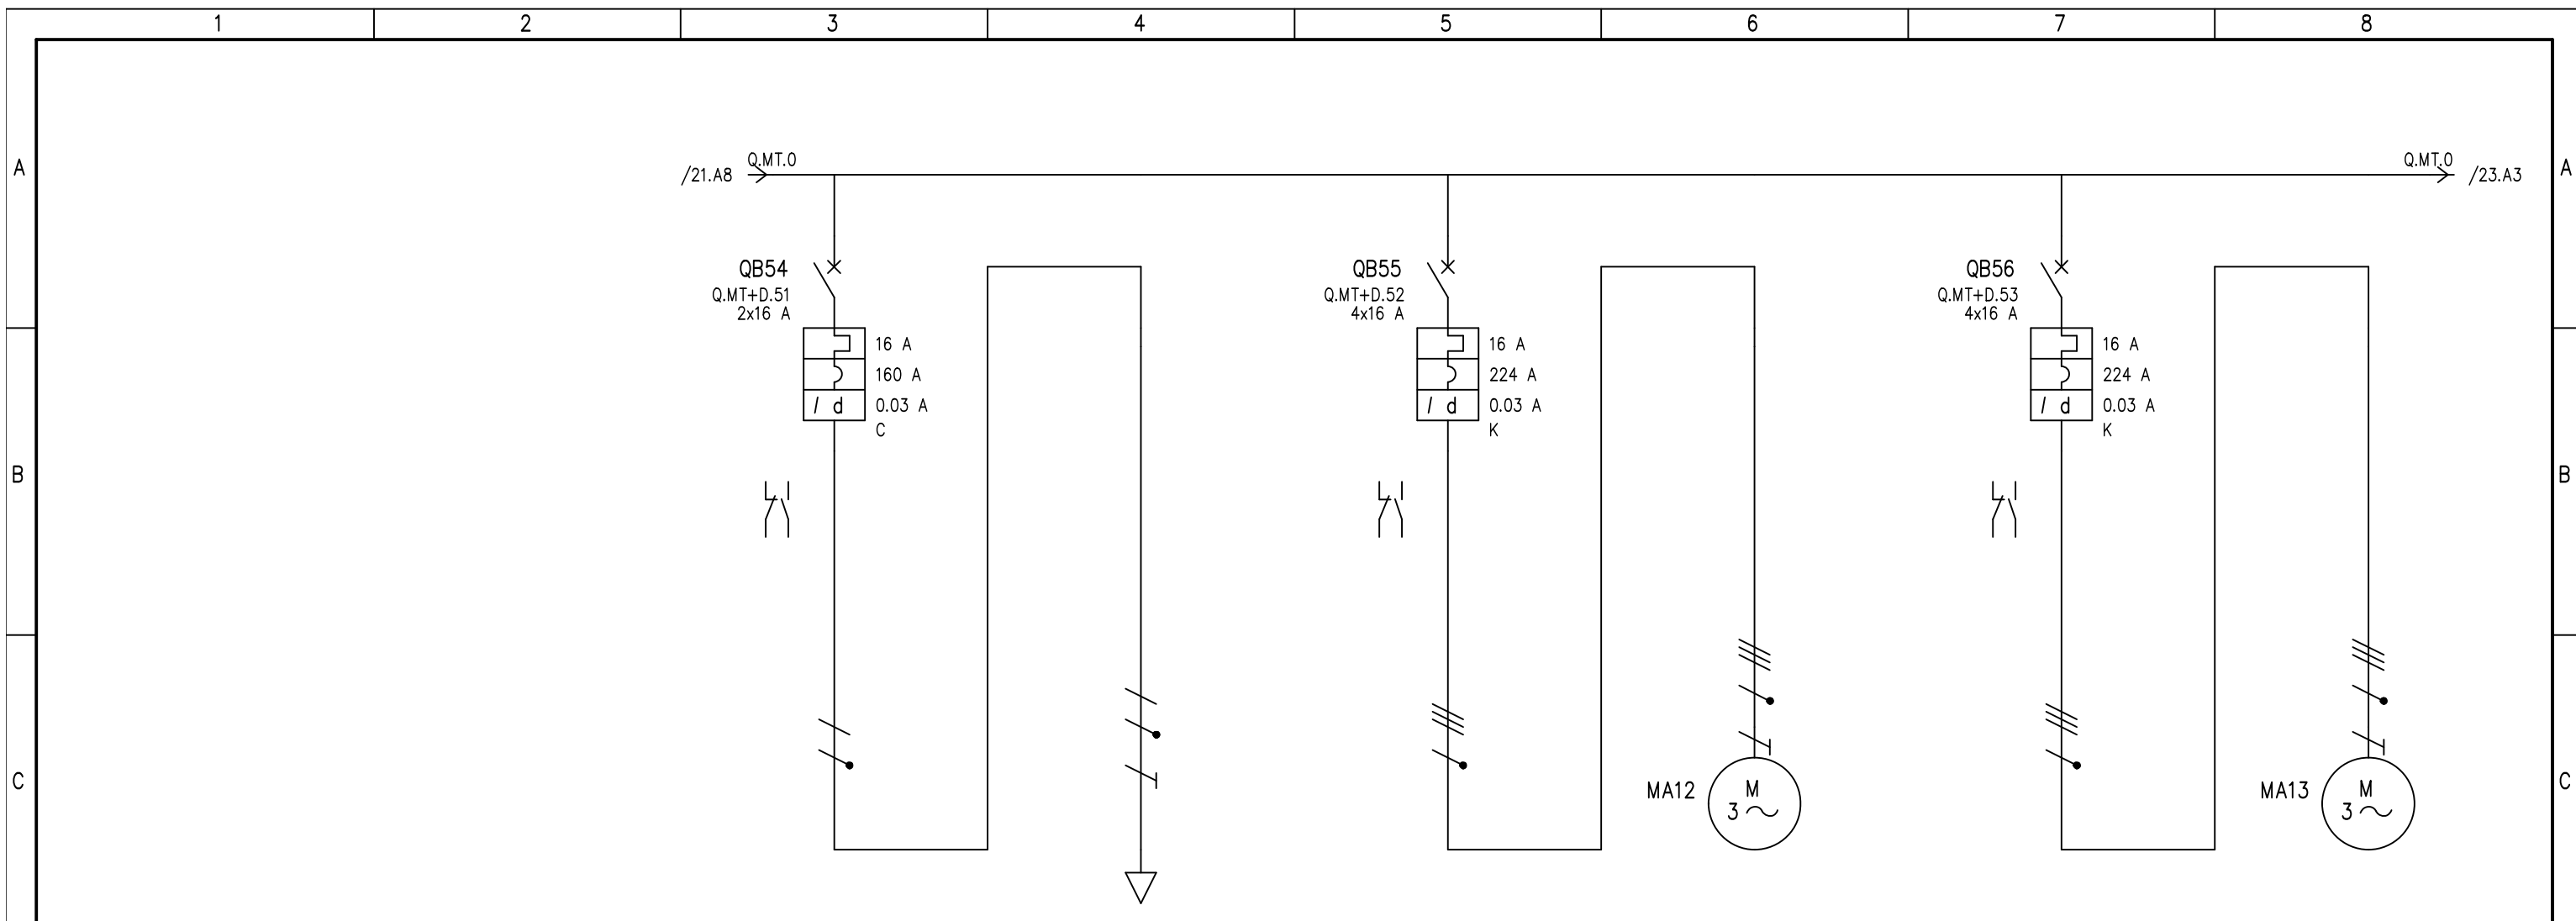 1 2 3 4 5 6 7 8
A A
Q.MT.0 Q.MT.0
/21.A8 /23.A3
QB54 QB55 QB56
Q.MT+D.51 Q.MT+D.52 Q.MT+D.53
2x16 A 4x16 A 4x16 A
16 A 16 A 16 A
160 A 224 A 224 A
I d 0.03 A I d 0.03 A I d 0.03 A
C K K
B B
C C
MA12 M MA13 M
3 3